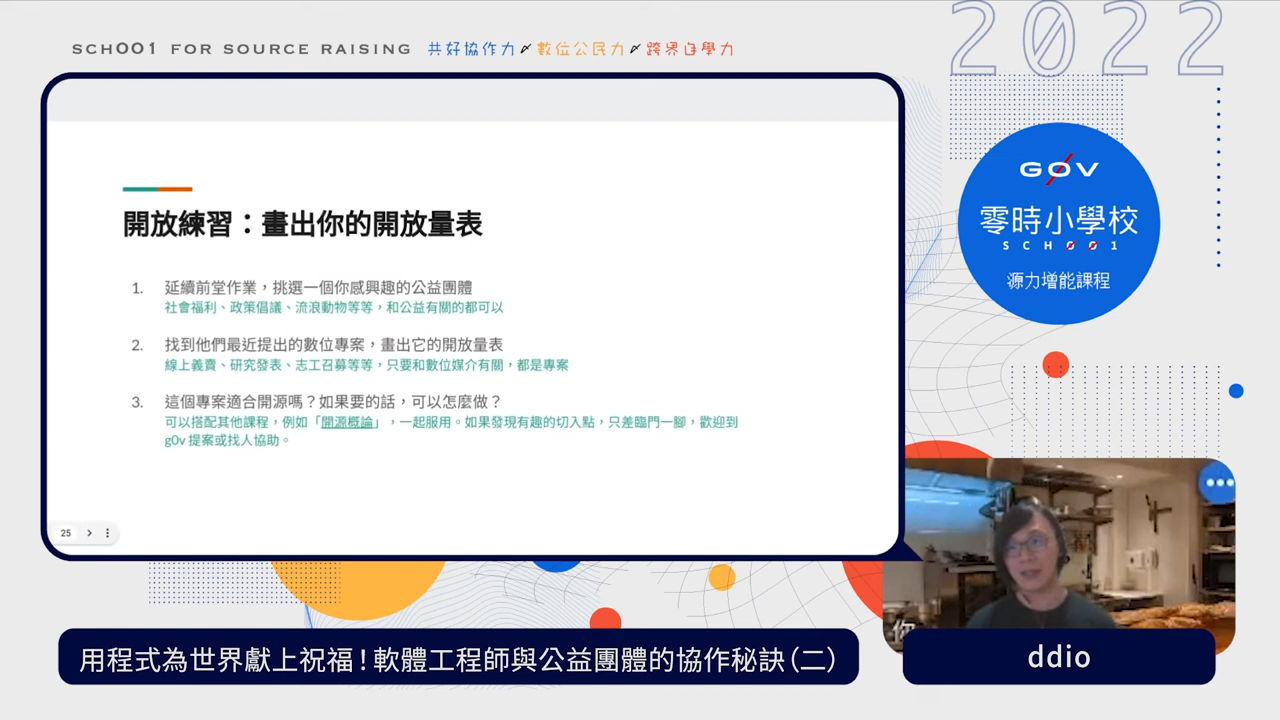 SCHOO1 FOR SOURCE RAISING 共好協作力 數位公民力 跨界自學力
2022
G0V
零時小學校
SCH001
源力增能課程
開放練習：畫出你的開放量表
1. 延續前堂作業，挑選一個你感興趣的公益團體
社會福利、政策倡議、流浪動物等等，和公益有關的都可以
2. 找到他們最近提出的數位專案，畫出它的開放量表
線上義賣、研究發表、志工召募等等，只要和數位媒介有關，都是專案
3. 這個專案適合開源嗎？如果要的話，可以怎麼做？
可以搭配其他課程，例如「開源概論」，一起服用。如果發現有趣的切入點，只差臨門一腳，歡迎到
g0v 提案或找人協助。
25
用程式為世界獻上祝福！軟體工程師與公益團體的協作秘訣（二）
ddio